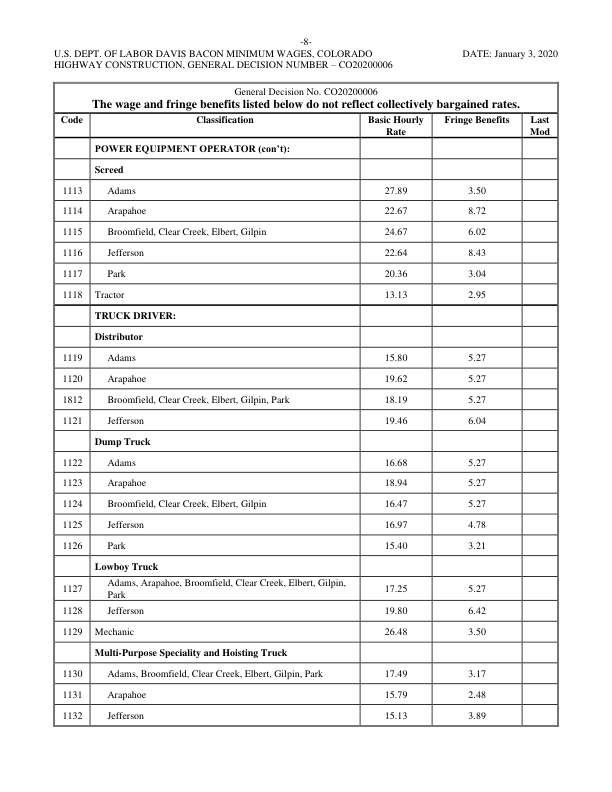 -8-
U.S. DEPT. OF LABOR DAVIS BACON MINIMUM WAGES, COLORADO DATE: January 3, 2020
HIGHWAY CONSTRUCTION, GENERAL DECISION NUMBER – CO20200006
General Decision No. CO20200006
The wage and fringe benefits listed below do not reflect collectively bargained rates.
Code Classification Basic Hourly Rate Fringe Benefits Last Mod
POWER EQUIPMENT OPERATOR (con't):
Screed
1113 Adams 27.89 3.50
1114 Arapahoe 22.67 8.72
1115 Broomfield, Clear Creek, Elbert, Gilpin 24.67 6.02
1116 Jefferson 22.64 8.43
1117 Park 20.36 3.04
1118 Tractor 13.13 2.95
TRUCK DRIVER:
Distributor
1119 Adams 15.80 5.27
1120 Arapahoe 19.62 5.27
1812 Broomfield, Clear Creek, Elbert, Gilpin, Park 18.19 5.27
1121 Jefferson 19.46 6.04
Dump Truck
1122 Adams 16.68 5.27
1123 Arapahoe 18.94 5.27
1124 Broomfield, Clear Creek, Elbert, Gilpin 16.47 5.27
1125 Jefferson 16.97 4.78
1126 Park 15.40 3.21
Lowboy Truck
1127 Adams, Arapahoe, Broomfield, Clear Creek, Elbert, Gilpin, Park 17.25 5.27
1128 Jefferson 19.80 6.42
1129 Mechanic 26.48 3.50
Multi-Purpose Speciality and Hoisting Truck
1130 Adams, Broomfield, Clear Creek, Elbert, Gilpin, Park 17.49 3.17
1131 Arapahoe 15.79 2.48
1132 Jefferson 15.13 3.89